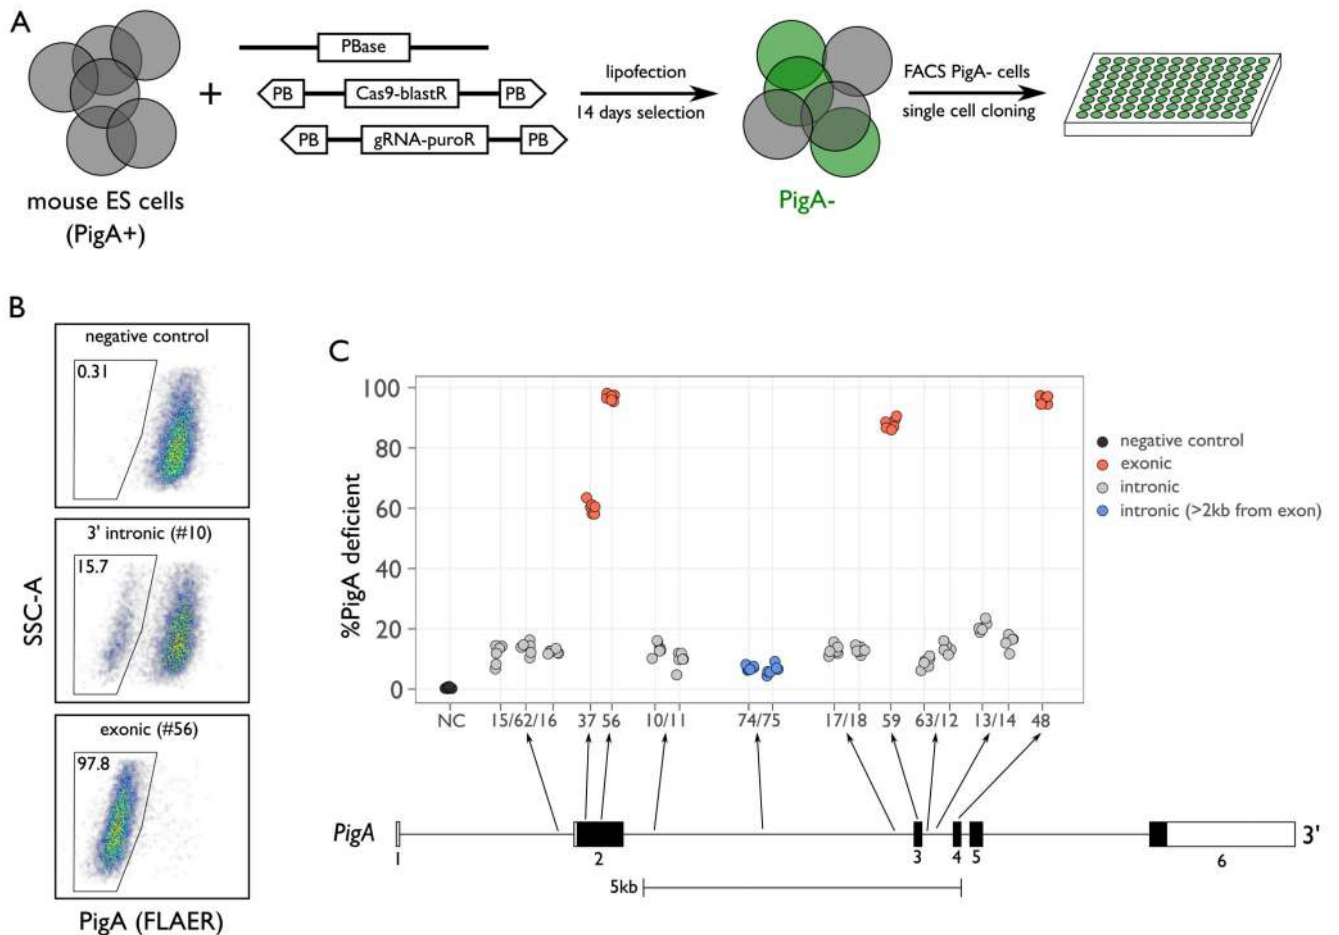 A
PBase
PB Cas9-blastR PB
PB gRNA-puroR PB
+
lipofection
14 days selection
FACS PigA- cells
single cell cloning
mouse ES cells
(PigA+)
PigA-
B
negative control
0.31
3' intronic (#10)
15.7
exonic (#56)
97.8
SSC-A
PigA (FLAER)
C
%PigA deficient
100
80
60
40
20
0
NC 15/62/16 37 56 10/11 74/75 17/18 59 63/12 13/14 48
negative control
exonic
intronic
intronic (>2kb from exon)
PigA 3'
1 2 3 4 5 6
5kb